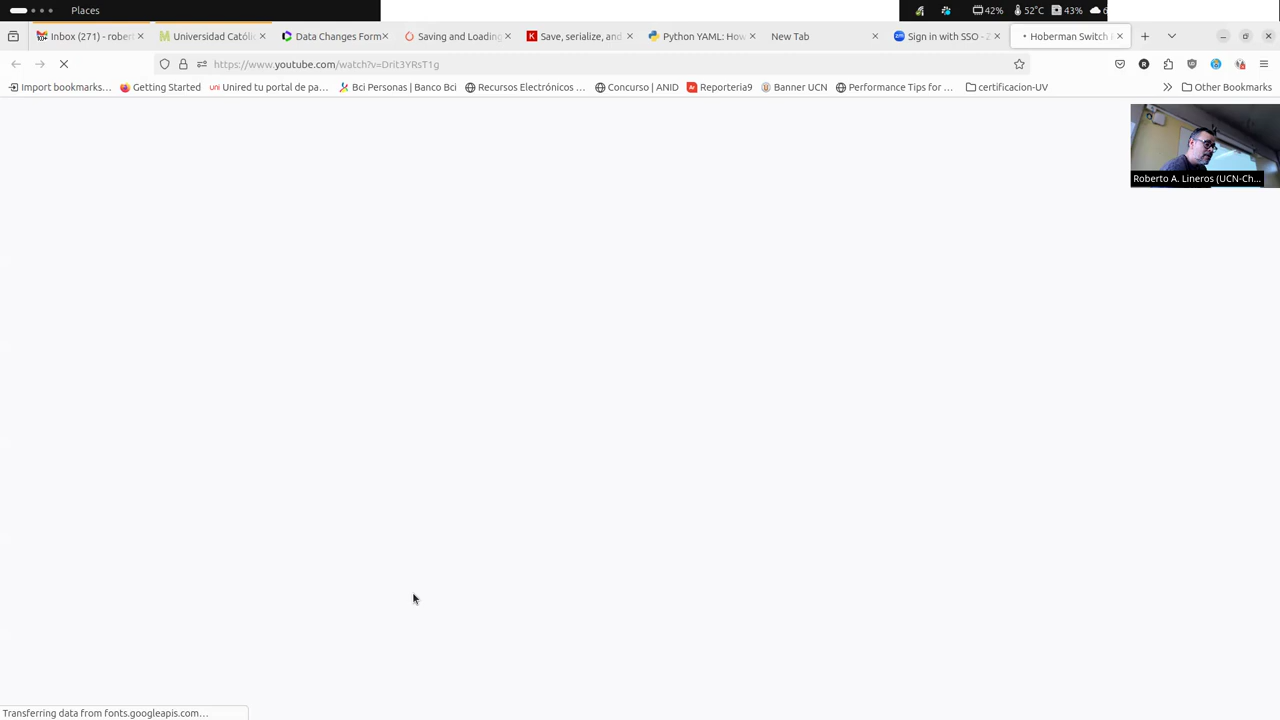 Places
42% 52°C 43% 6
Inbox (271) - rober
Universidad Católi
Data Changes Form
Saving and Loading
Save, serialize, and
Python YAML: How
New Tab
Sign in with SSO - Z
Hoberman Switch
https://www.youtube.com/watch?v=Drit3YRsT1g
Import bookmarks…
Getting Started
Unired tu portal de pa…
Bci Personas | Banco Bci
Recursos Electrónicos …
Concurso | ANID
Reporteria9
Banner UCN
Performance Tips for …
certificacion-UV
Other Bookmarks
Roberto A. Lineros (UCN-Ch...
Transferring data from fonts.googleapis.com…